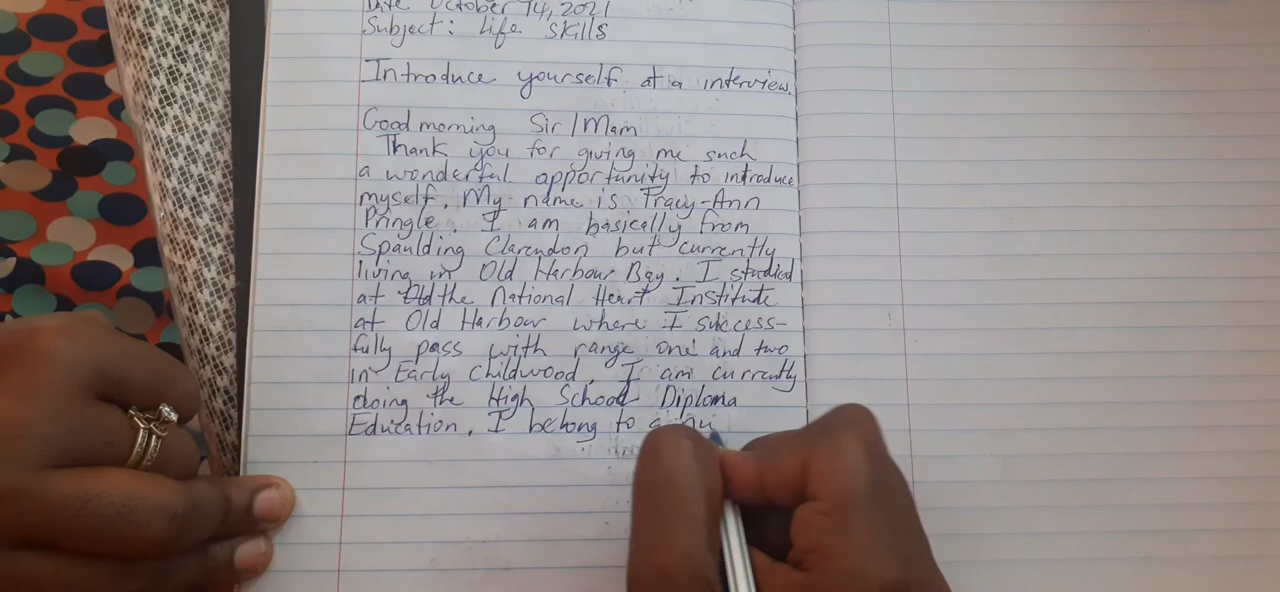 Date October 14, 2021
Subject: Life skills
Introduce yourself at a interview.
Good morning Sir/Mam
Thank you for giving me such
a wonderful opportunity to introduce
myself. My name is Tracy-Ann
Pringle. I am basically from
Spaulding Clarendon but currently
living in Old Harbour Bay. I studied
at the National Heart Institute
at Old Harbour where I success-
fully pass with range one and two
in Early Childwood. I am currently
doing the High School Diploma
Education. I belong to a nu